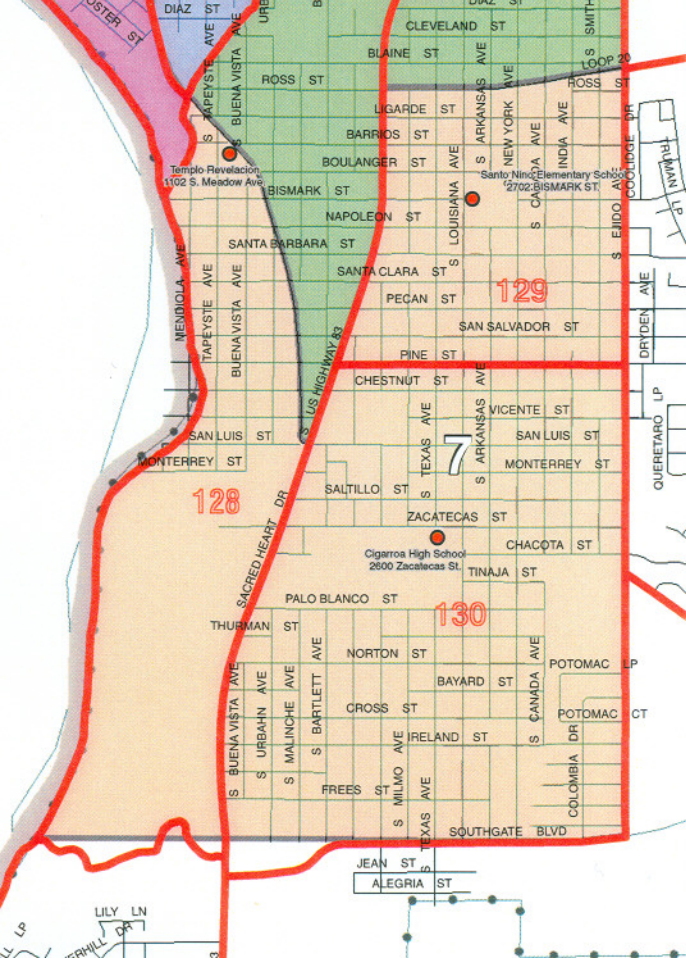 DIAZ ST
DIAZ ST
USTER ST
S SMITH
CLEVELAND ST
BLAINE ST
LOOP 20
ROSS ST
ROSS ST
S TAPEYSTE AVE
S BUENA VISTA AVE
LIGARDE ST
S ARKANSAS AVE
NEW YORK AVE
BARRIOS ST
INDIA AVE
COOLIDGE DR
TRUMAN LP
BOULANGER ST
Templo Revelacion
1102 S. Meadow Ave.
Santo Nino Elementary School
2702 BISMARK ST.
BISMARK ST
S LOUISIANA AVE
S CANADA AVE
S EJIDO AVE
NAPOLEON ST
SANTA BARBARA ST
MENDIOLA AVE
TAPEYSTE AVE
BUENA VISTA AVE
SANTA CLARA ST
PECAN ST
129
DRYDEN AVE
SAN SALVADOR ST
PINE ST
S US HIGHWAY 83
CHESTNUT ST
S TEXAS AVE
S ARKANSAS AVE
VICENTE ST
QUERETARO LP
SAN LUIS ST
7
SAN LUIS ST
MONTERREY ST
MONTERREY ST
128
SALTILLO ST
SACRED HEART DR
ZACATECAS ST
Cigarroa High School
2600 Zacatecas St.
CHACOTA ST
TINAJA ST
PALO BLANCO ST
130
THURMAN ST
NORTON ST
POTOMAC LP
S BUENA VISTA AVE
S URBAHN AVE
S MALINCHE AVE
S BARTLETT AVE
BAYARD ST
S CANADA AVE
CROSS ST
POTOMAC CT
IRELAND ST
COLOMBIA DR
S MILMO AVE
FREES ST
S TEXAS AVE
SOUTHGATE BLVD
JEAN ST
ALEGRIA ST
LILY LN
ERHILL DR
LL LP
3